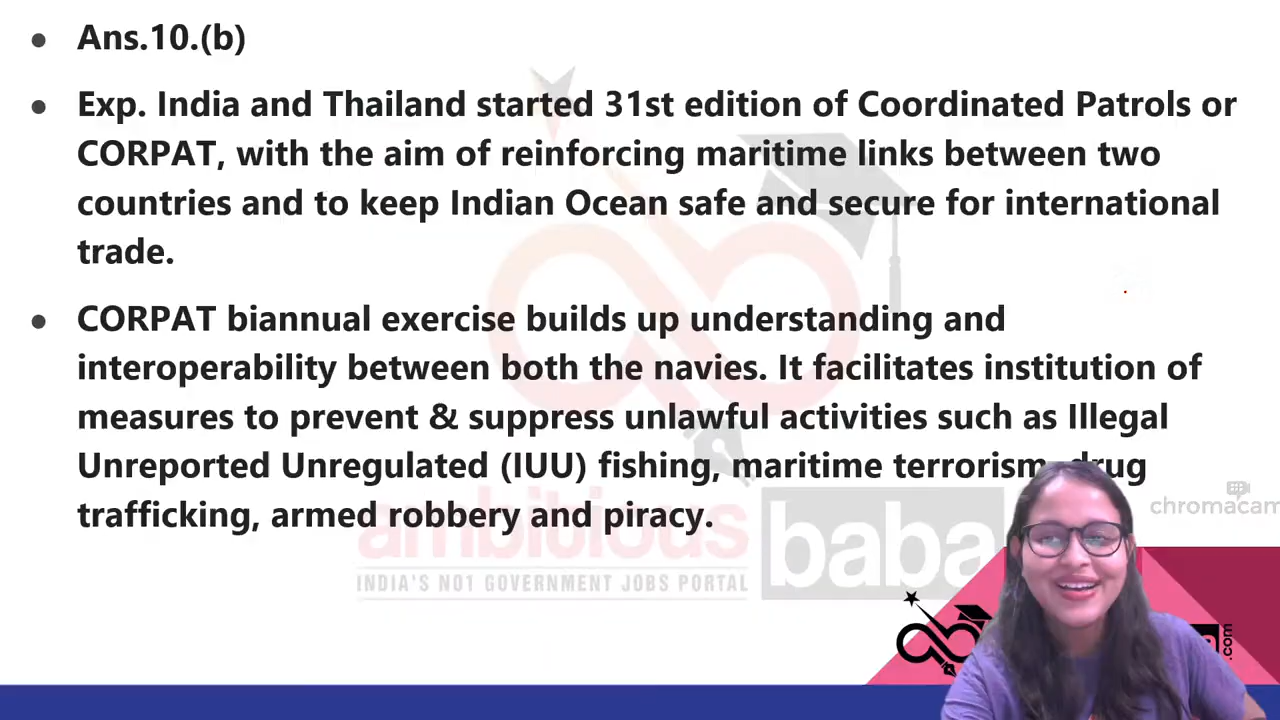 Ans.10.(b)
Exp. India and Thailand started 31st edition of Coordinated Patrols or
CORPAT, with the aim of reinforcing maritime links between two
countries and to keep Indian Ocean safe and secure for international
trade.
CORPAT biannual exercise builds up understanding and
interoperability between both the navies. It facilitates institution of
measures to prevent & suppress unlawful activities such as Illegal
Unreported Unregulated (IUU) fishing, maritime terrorism, drug
trafficking, armed robbery and piracy.
chromacam
ambitious baba
INDIA'S NO1 GOVERNMENT JOBS PORTAL
.com